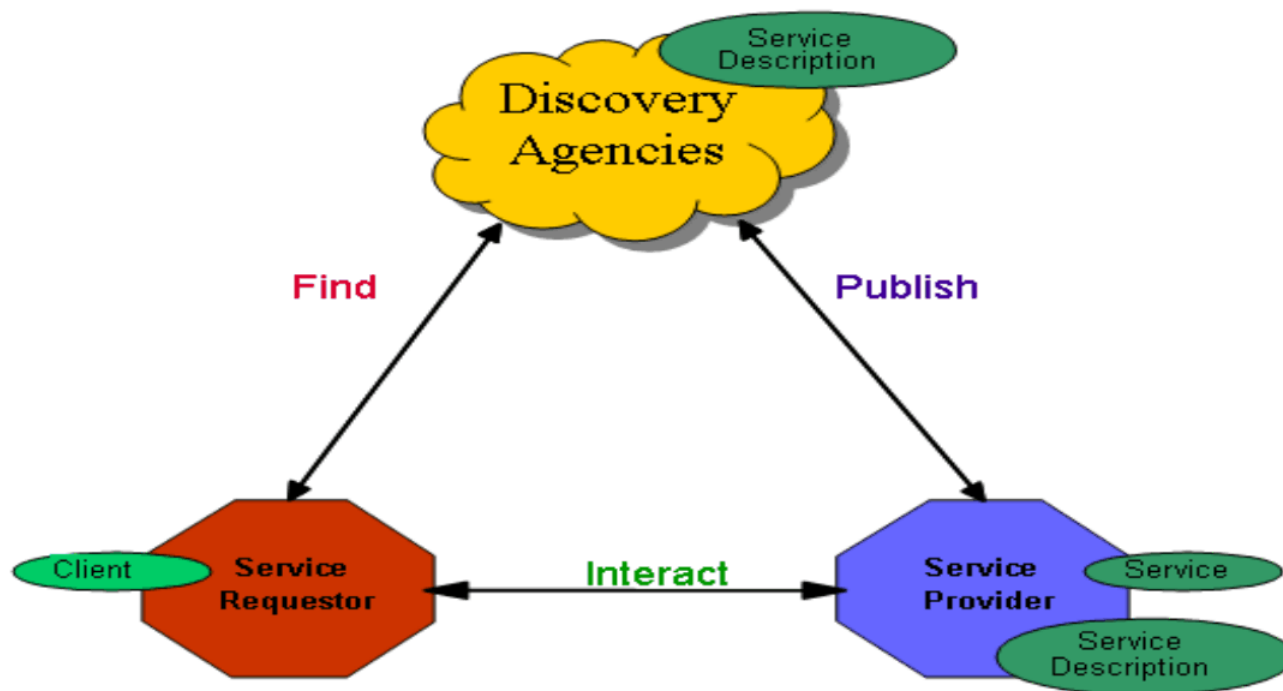 Service
Description
Discovery
Agencies
Find
Publish
Client
Service
Requestor
Interact
Service
Provider
Service
Service
Description